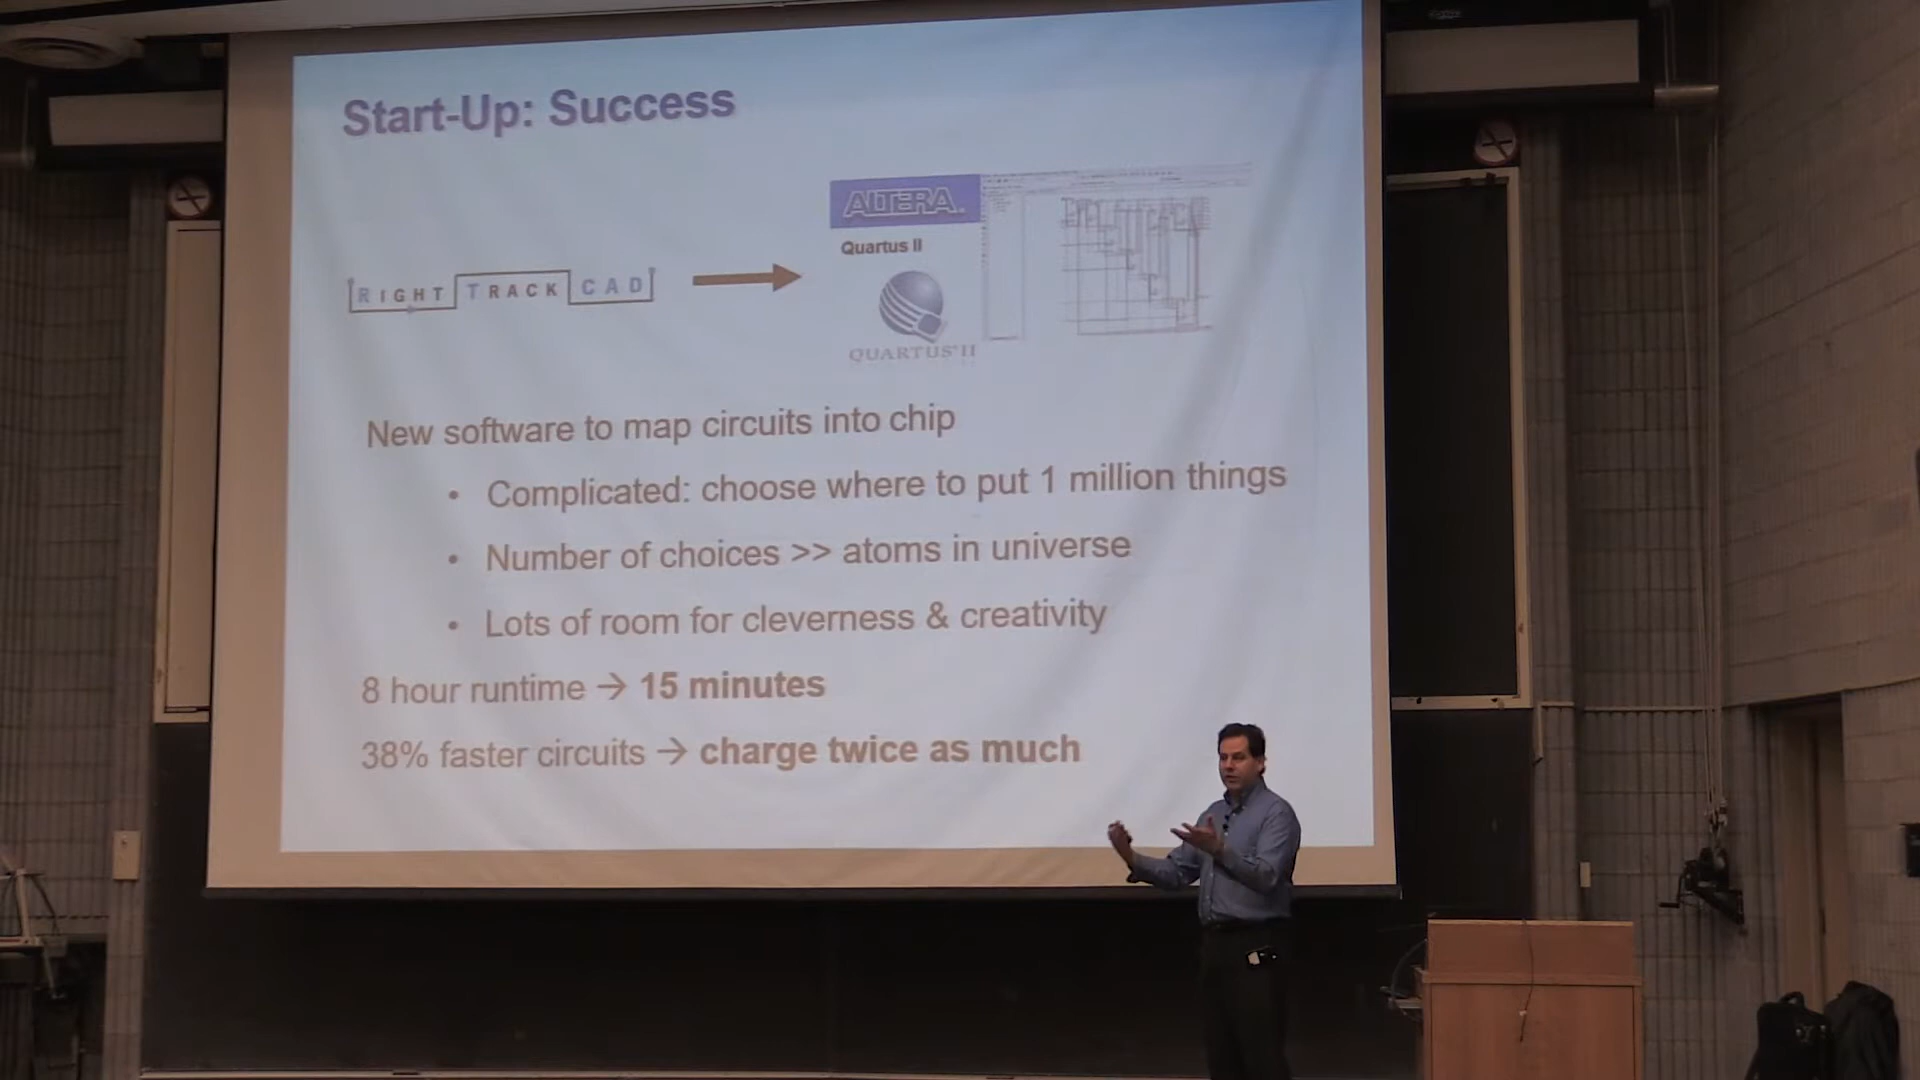 Start-Up: Success
RIGHT TRACK CAD
ALTERA.
Quartus II
QUARTUS II
New software to map circuits into chip
• Complicated: choose where to put 1 million things
• Number of choices >> atoms in universe
• Lots of room for cleverness & creativity
8 hour runtime → 15 minutes
38% faster circuits → charge twice as much